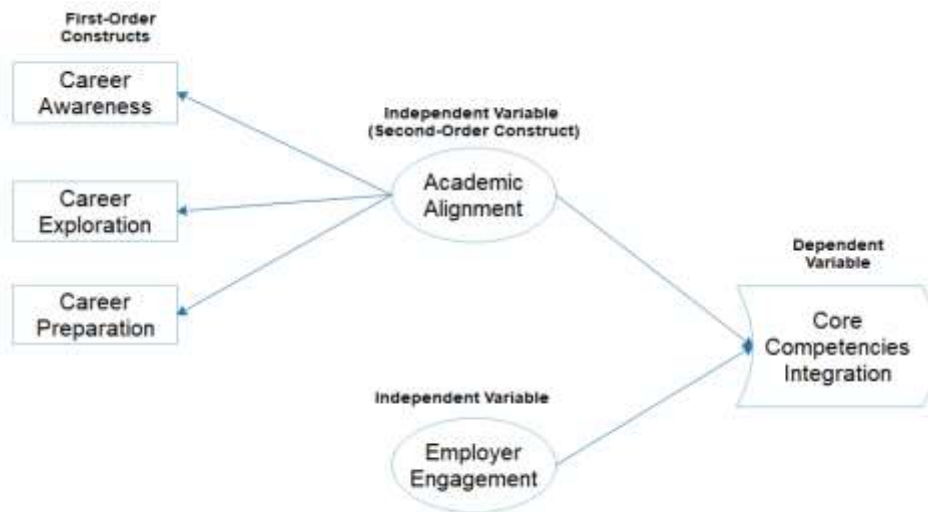 First-Order
Constructs
Career
Awareness
Career
Exploration
Career
Preparation
Independent Variable
(Second-Order Construct)
Academic
Alignment
Independent Variable
Employer
Engagement
Dependent
Variable
Core
Competencies
Integration